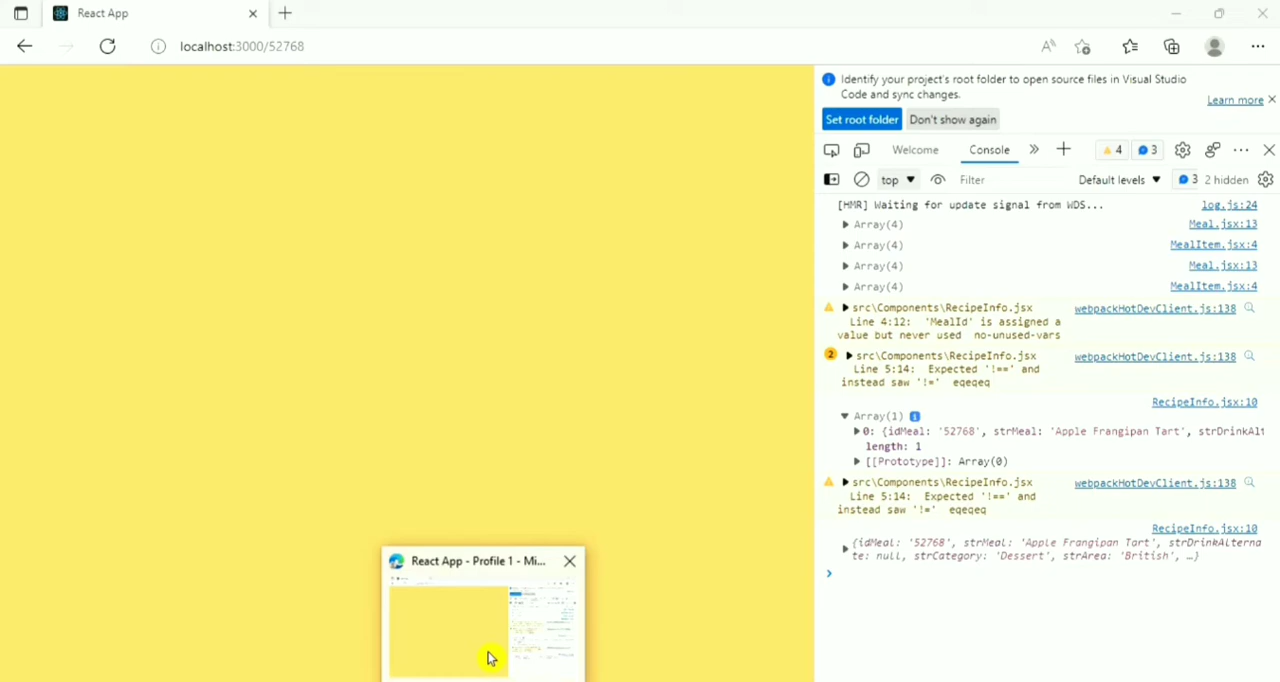 React App
localhost:3000/52768
Identify your project's root folder to open source files in Visual Studio
Code and sync changes.
Learn more
Set root folder Don't show again
Welcome Console 4 3
top Filter Default levels 3 2 hidden
[HMR] Waiting for update signal from WDS... log.js:24
Array(4) Meal.jsx:13
Array(4) MealItem.jsx:4
Array(4) Meal.jsx:13
Array(4) MealItem.jsx:4
src\Components\RecipeInfo.jsx webpackHotDevClient.js:138
Line 4:12: 'MealId' is assigned a
value but never used no-unused-vars
2 src\Components\RecipeInfo.jsx webpackHotDevClient.js:138
Line 5:14: Expected '!==' and
instead saw '!=' eqeqeq
RecipeInfo.jsx:10
Array(1)
0: {idMeal: '52768', strMeal: 'Apple Frangipan Tart', strDrinkAlt
length: 1
[[Prototype]]: Array(0)
src\Components\RecipeInfo.jsx webpackHotDevClient.js:138
Line 5:14: Expected '!==' and
instead saw '!=' eqeqeq
RecipeInfo.jsx:10
{idMeal: '52768', strMeal: 'Apple Frangipan Tart', strDrinkAlterna
te: null, strCategory: 'Dessert', strArea: 'British', …}
React App - Profile 1 - Mi...